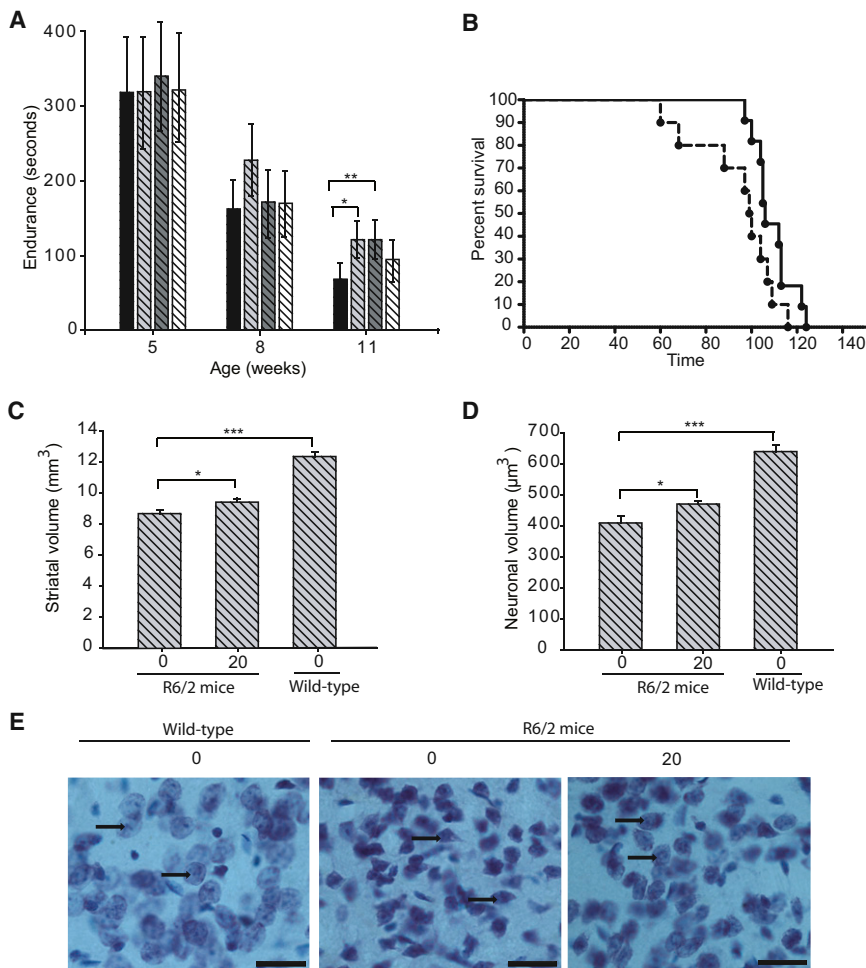 A
400
300
200
100
0
Endurance (seconds)
*
**
5 8 11
Age (weeks)
B
100
90
80
70
60
50
40
30
20
10
0
Percent survival
0 20 40 60 80 100 120 140
Time
C
14
12
10
8
6
4
2
0
Striatal volume (mm³)
***
*
0 20 0
R6/2 mice Wild-type
D
700
600
500
400
300
200
100
0
Neuronal volume (µm³)
***
*
0 20 0
R6/2 mice Wild-type
E
Wild-type R6/2 mice
0 0 20